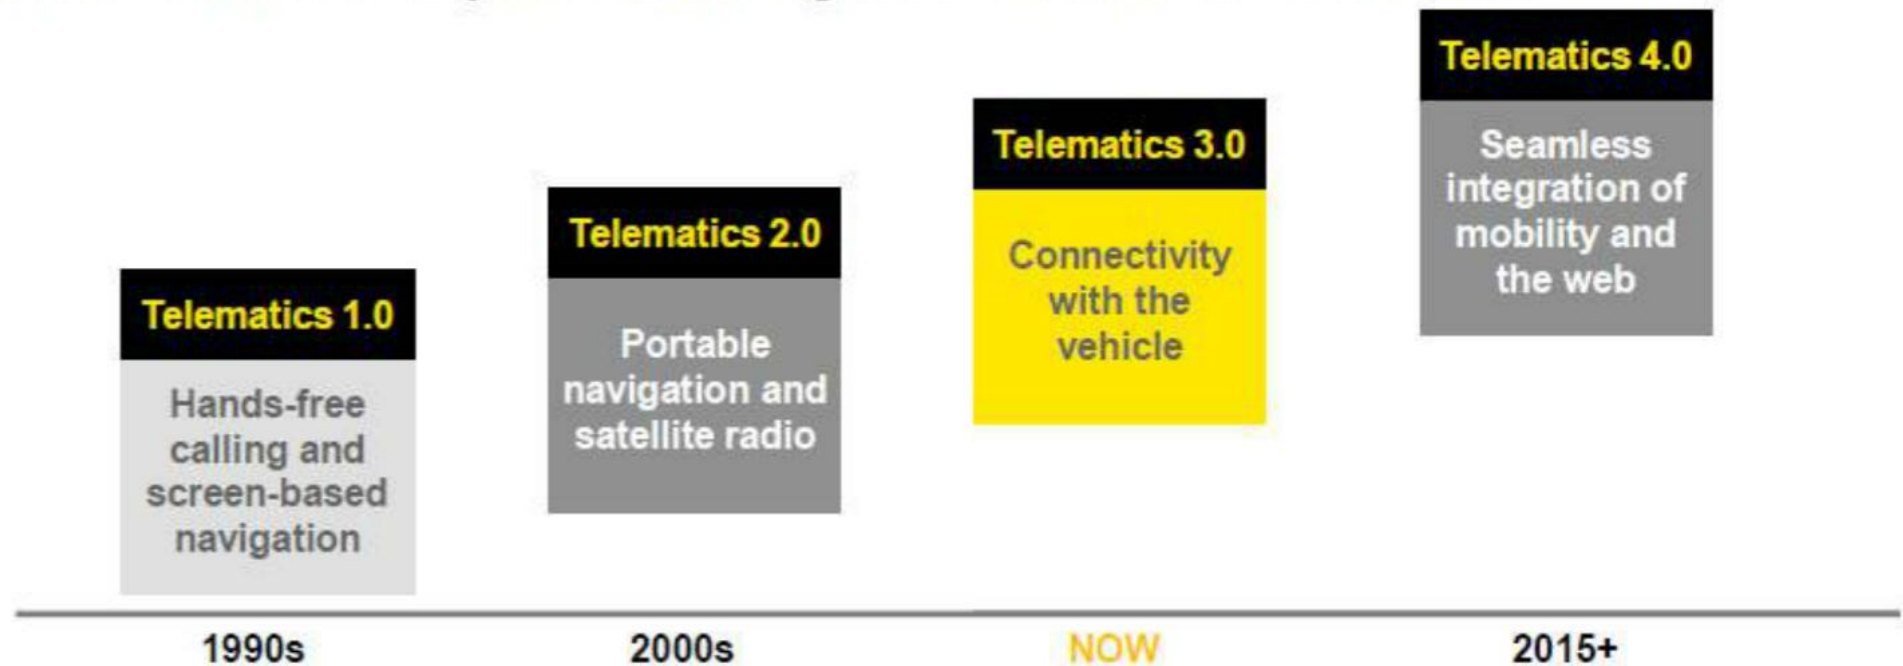 Telematics 1.0
Hands-free
calling and
screen-based
navigation
1990s
Telematics 2.0
Portable
navigation and
satellite radio
2000s
Telematics 3.0
Connectivity
with the
vehicle
NOW
Telematics 4.0
Seamless
integration of
mobility and
the web
2015+